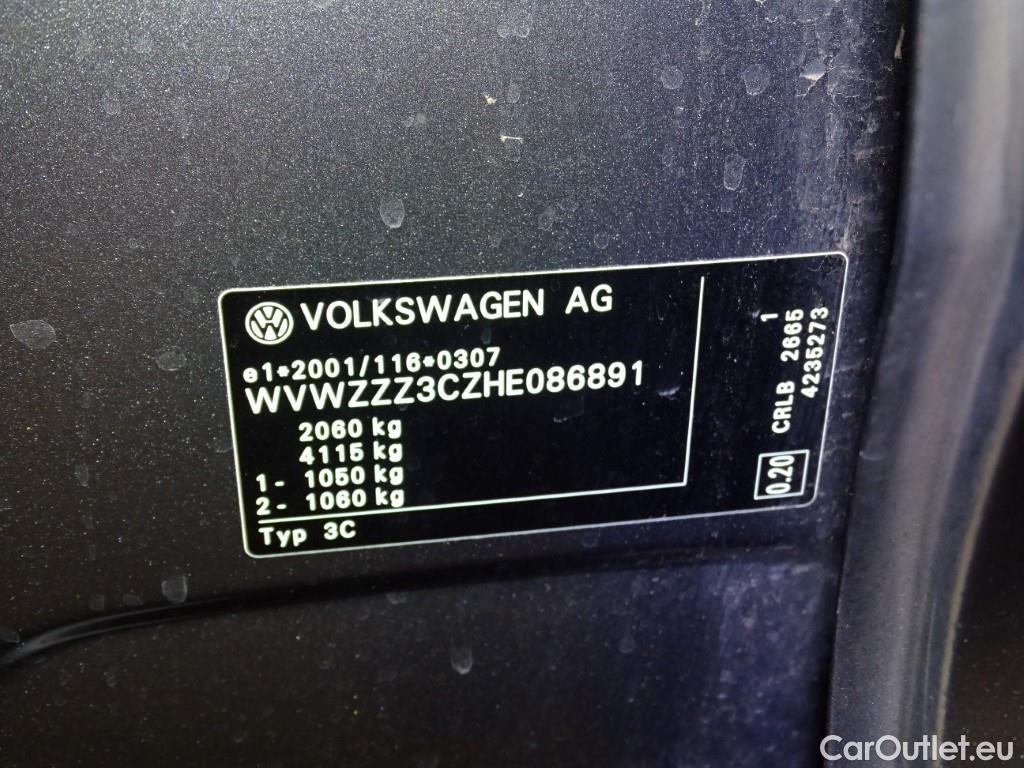 VOLKSWAGEN AG
e1*2001/116*0307
WVWZZZ3CZHE086891
2060 kg
4115 kg
1- 1050 kg
2- 1060 kg
Typ 3C
1
0.20 CRLB 2665
4235273
CarOutlet.eu